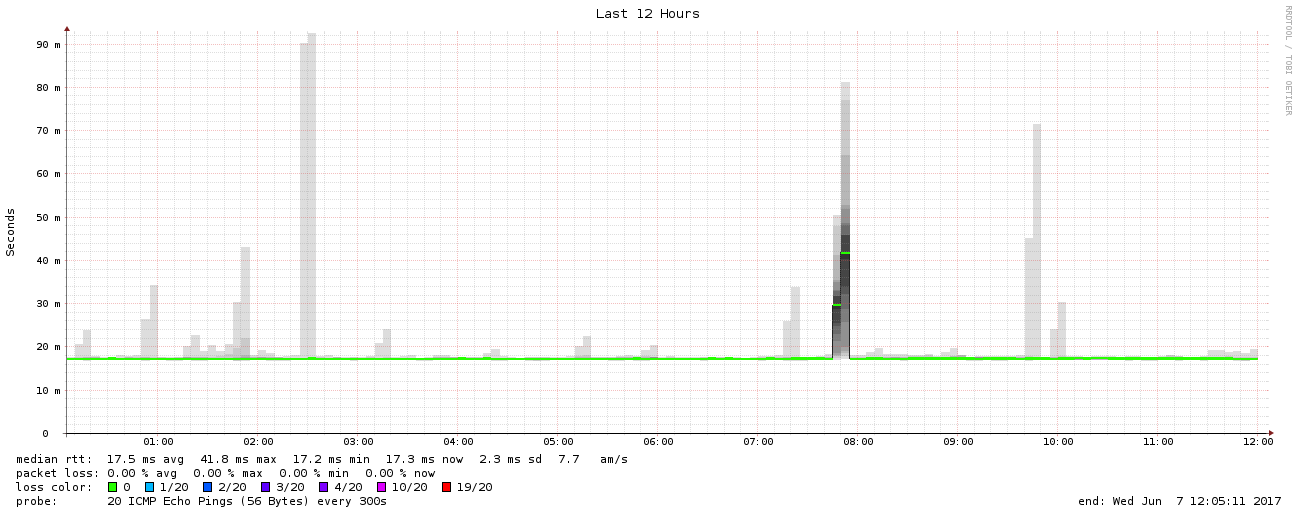 Last 12 Hours
RRDTOOL / TOBI OETIKER
Seconds
90 m
80 m
70 m
60 m
50 m
40 m
30 m
20 m
10 m
0
01:00 02:00 03:00 04:00 05:00 06:00 07:00 08:00 09:00 10:00 11:00 12:00
median rtt: 17.5 ms avg 41.8 ms max 17.2 ms min 17.3 ms now 2.3 ms sd 7.7 am/s
packet loss: 0.00 % avg 0.00 % max 0.00 % min 0.00 % now
loss color: 0 1/20 2/20 3/20 4/20 10/20 19/20
probe: 20 ICMP Echo Pings (56 Bytes) every 300s end: Wed Jun 7 12:05:11 2017